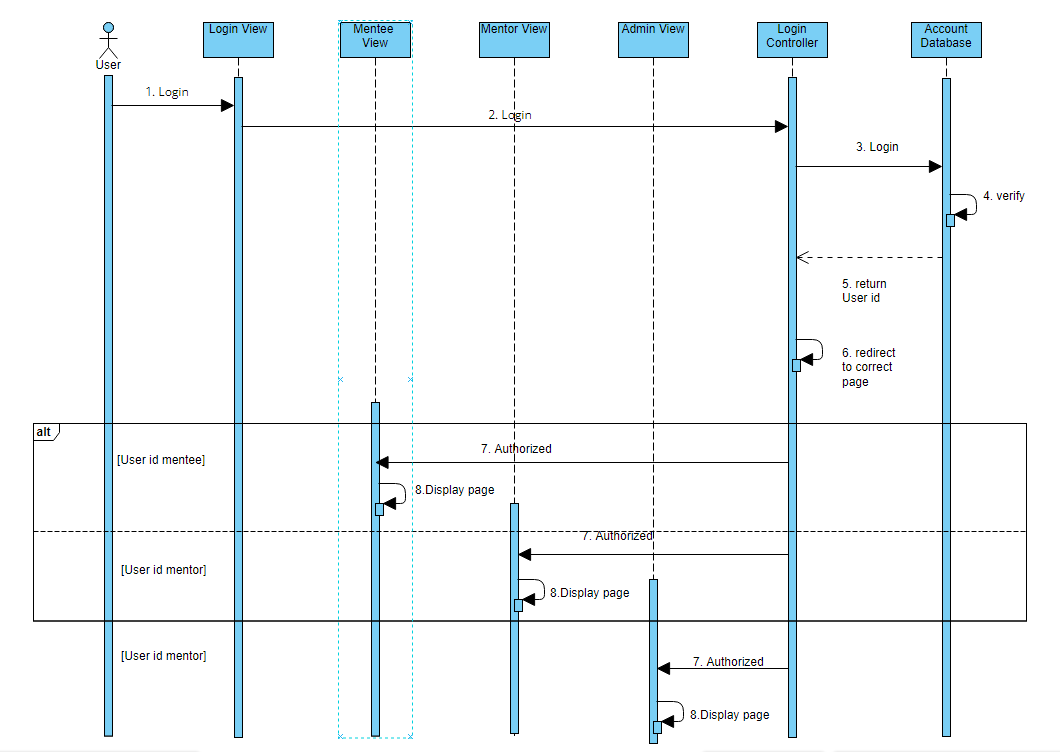 User
Login View
Mentee
View
Mentor View
Admin View
Login
Controller
Account
Database
1. Login
2. Login
3. Login
4. verify
5. return
User id
6. redirect
to correct
page
alt
[User id mentee]
7. Authorized
8.Display page
7. Authorized
[User id mentor]
8.Display page
[User id mentor]
7. Authorized
8.Display page